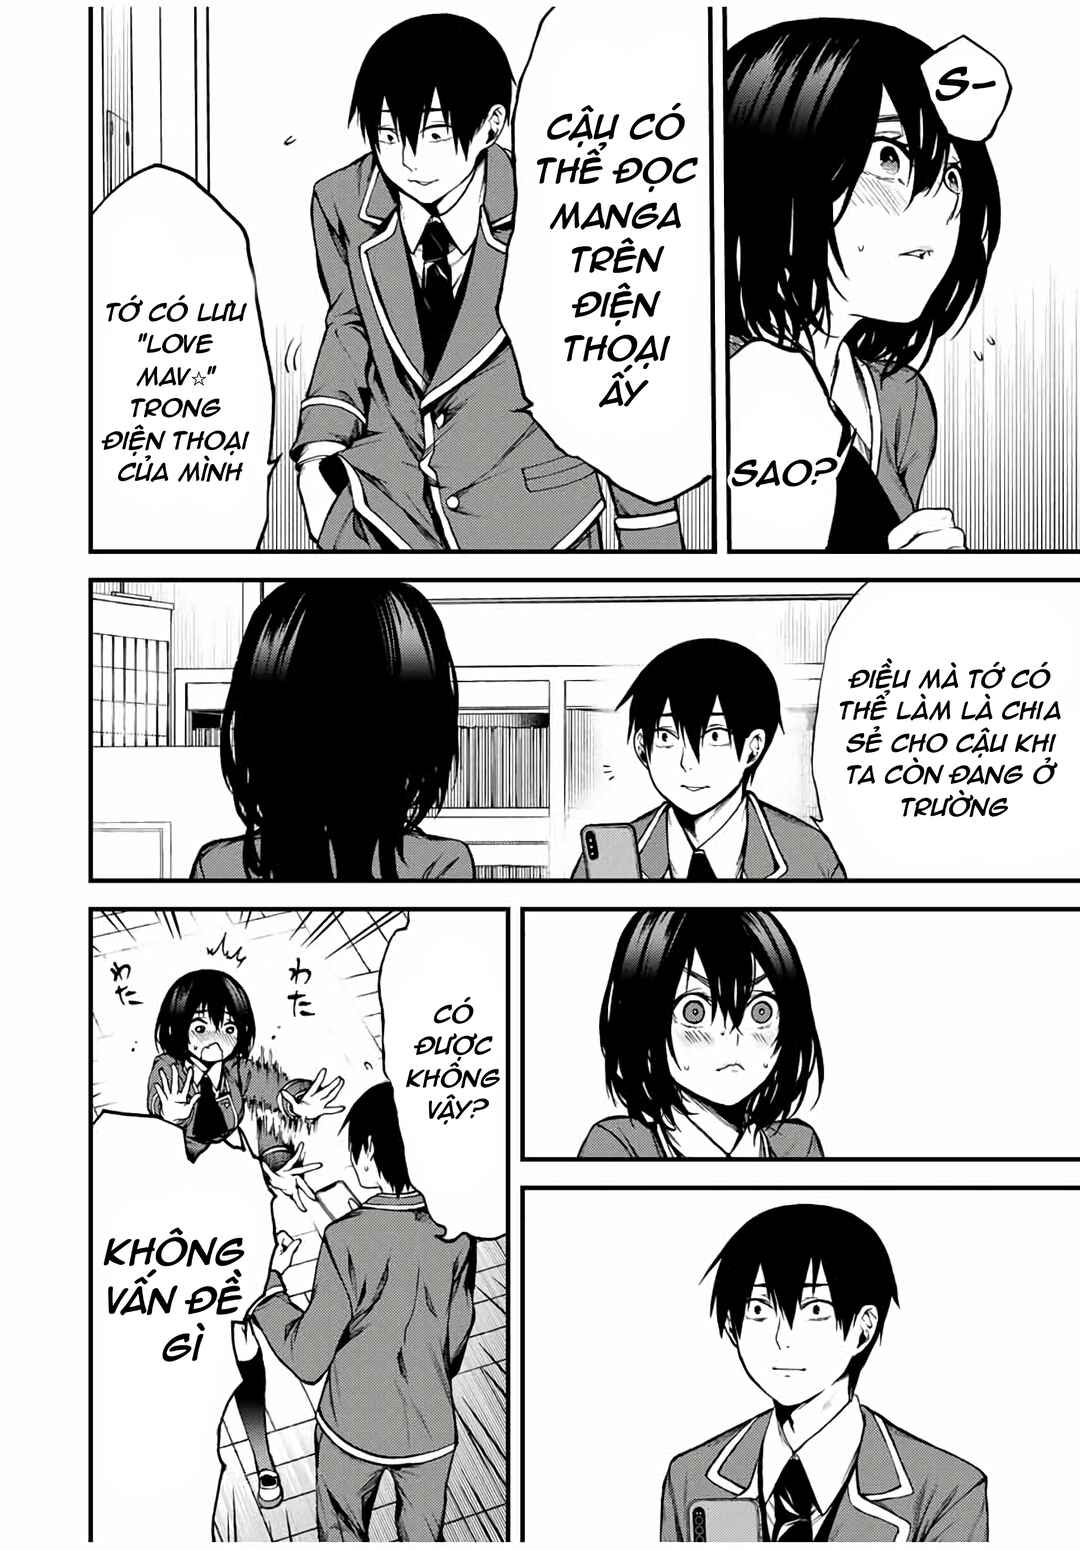 S-
SAO?
CẬU CÓ
THỂ ĐỌC
MANGA
TRÊN
ĐIỆN
THOẠI
ẤY
TỚ CÓ LƯU
"LOVE
MAV☆"
TRONG
ĐIỆN THOẠI
CỦA MÌNH
ĐIỀU MÀ TỚ CÓ
THỂ LÀM LÀ CHIA
SẺ CHO CẬU KHI
TA CÒN ĐANG Ở
TRƯỜNG
CÓ
ĐƯỢC
KHÔNG
VẬY?
わた
わた
KHÔNG
VẤN ĐỀ
GÌ